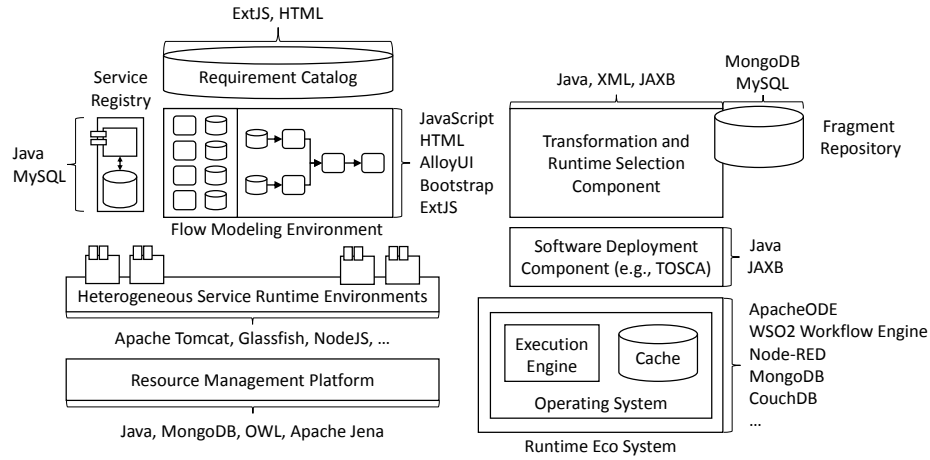 ExtJS, HTML
Requirement Catalog
Service
Registry
Java
MySQL
JavaScript
HTML
AlloyUI
Bootstrap
ExtJS
Flow Modeling Environment
Heterogeneous Service Runtime Environments
Apache Tomcat, Glassfish, NodeJS, ...
Resource Management Platform
Java, MongoDB, OWL, Apache Jena
Java, XML, JAXB
MongoDB
MySQL
Transformation and
Runtime Selection
Component
Fragment
Repository
Software Deployment
Component (e.g., TOSCA)
Java
JAXB
Execution
Engine
Cache
Operating System
Runtime Eco System
ApacheODE
WSO2 Workflow Engine
Node-RED
MongoDB
CouchDB
...